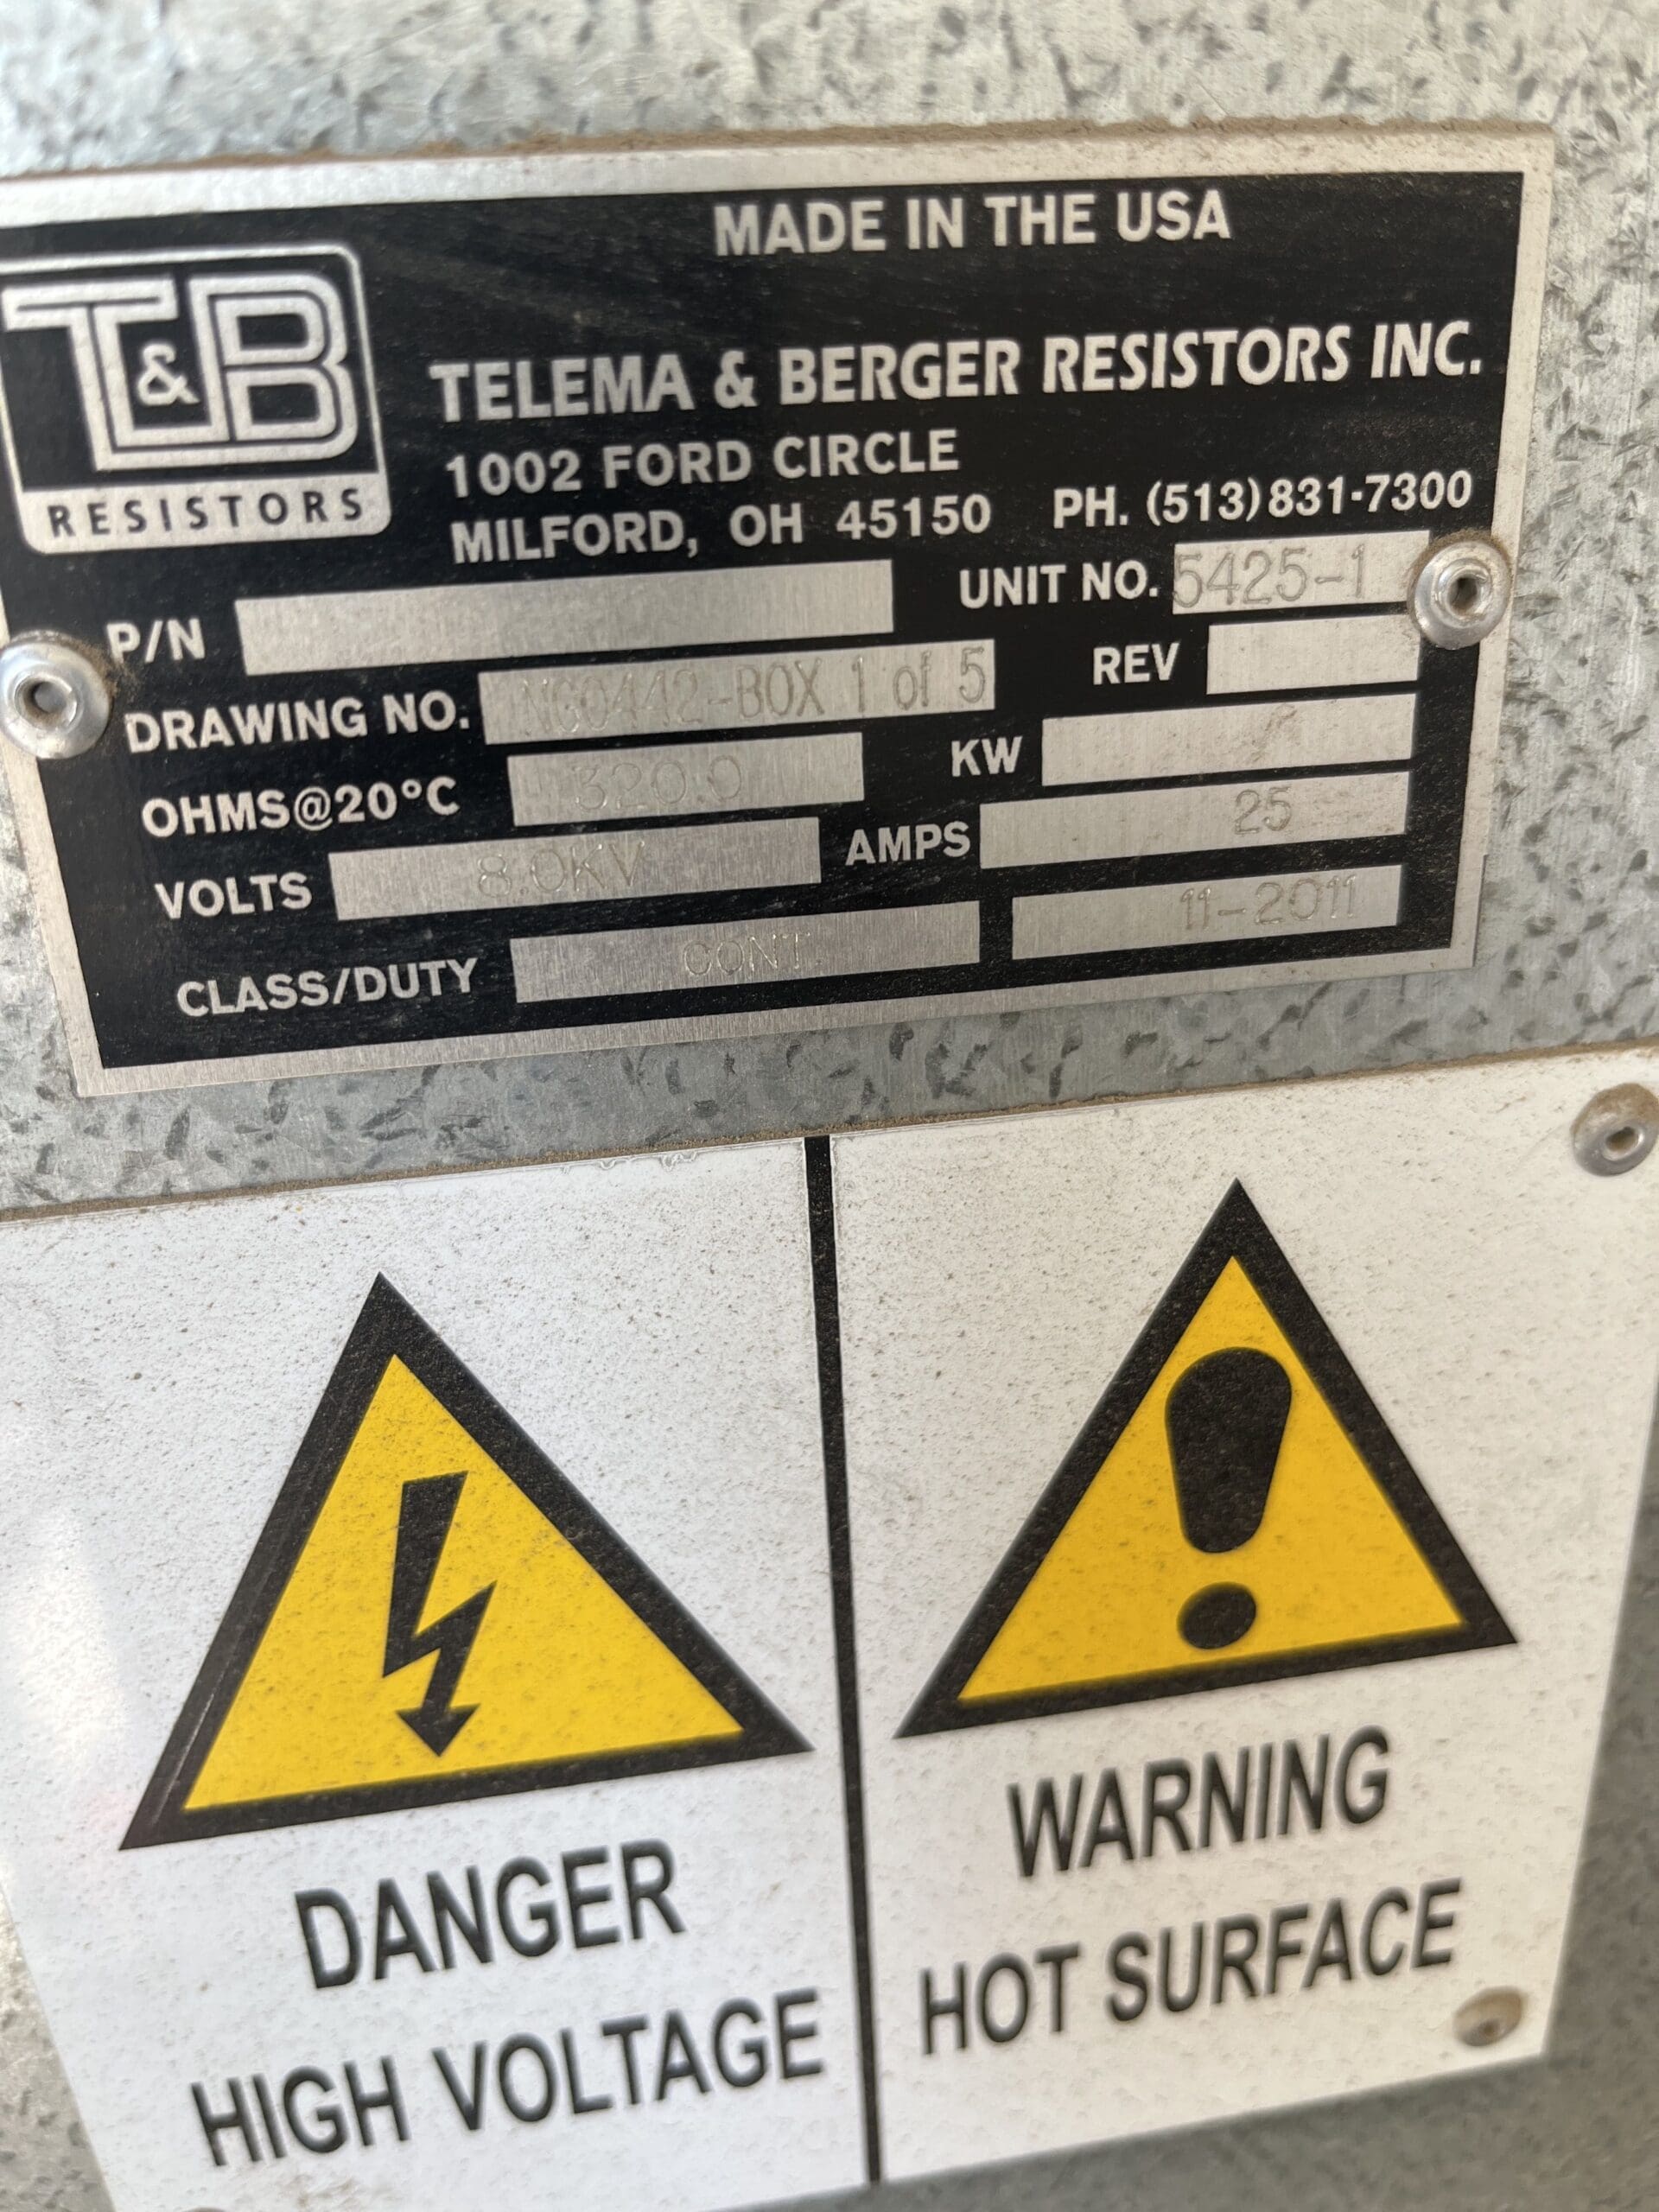 MADE IN THE USA
T&B
RESISTORS
TELEMA & BERGER RESISTORS INC.
1002 FORD CIRCLE
MILFORD, OH 45150 PH. (513)831-7300
P/N UNIT NO. 5425-1
DRAWING NO. NG0442-BOX 1 of 5 REV
OHMS@20°C 320.0 KW
VOLTS 8.0KV AMPS 25
CLASS/DUTY CONT. 11-2011
DANGER
HIGH VOLTAGE
WARNING
HOT SURFACE